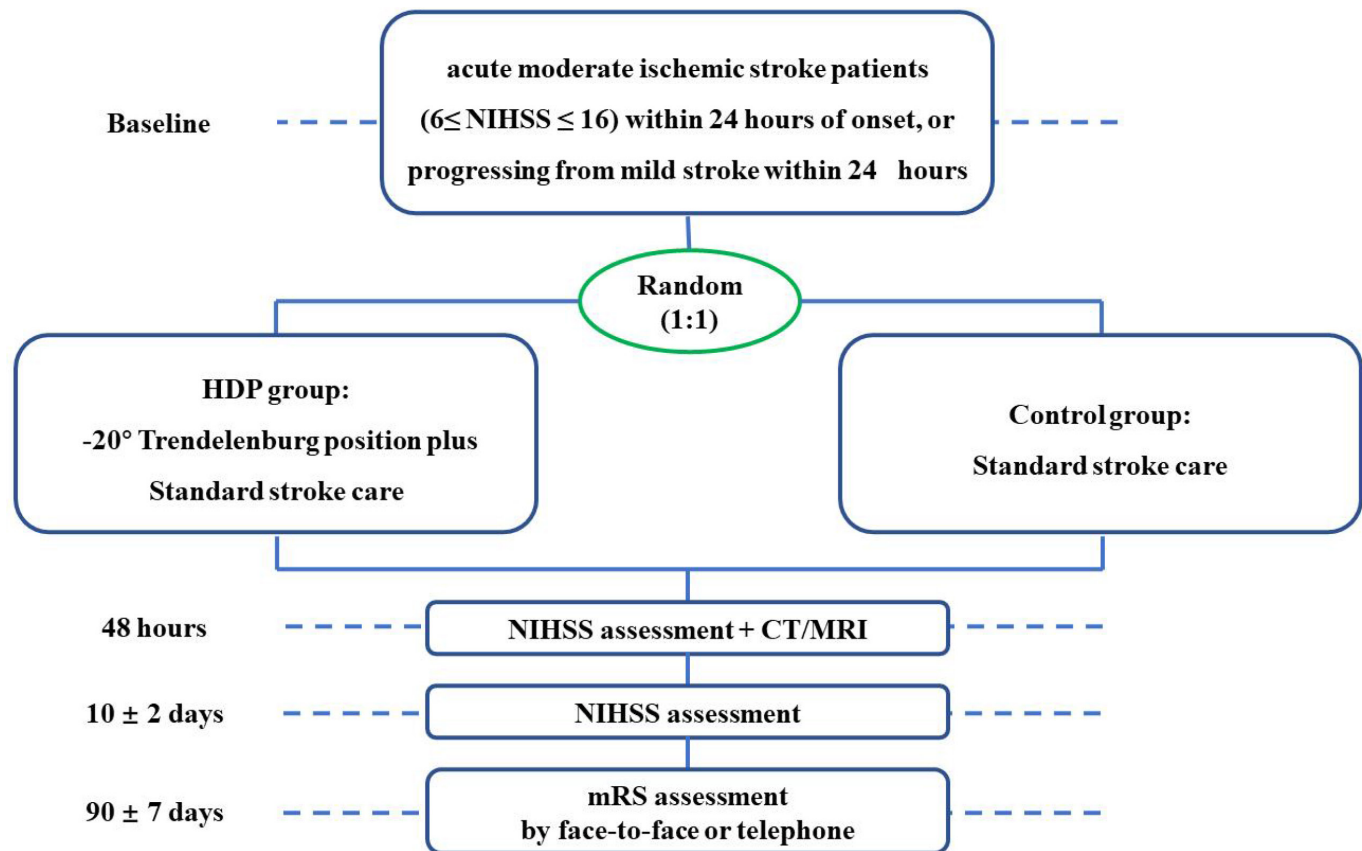 acute moderate ischemic stroke patients
Baseline
(6≤ NIHSS ≤ 16) within 24 hours of onset, or
progressing from mild stroke within 24 hours
Random
(1:1)
HDP group:
-20° Trendelenburg position plus
Standard stroke care
Control group:
Standard stroke care
48 hours
NIHSS assessment + CT/MRI
10 ± 2 days
NIHSS assessment
90 ± 7 days
mRS assessment
by face-to-face or telephone